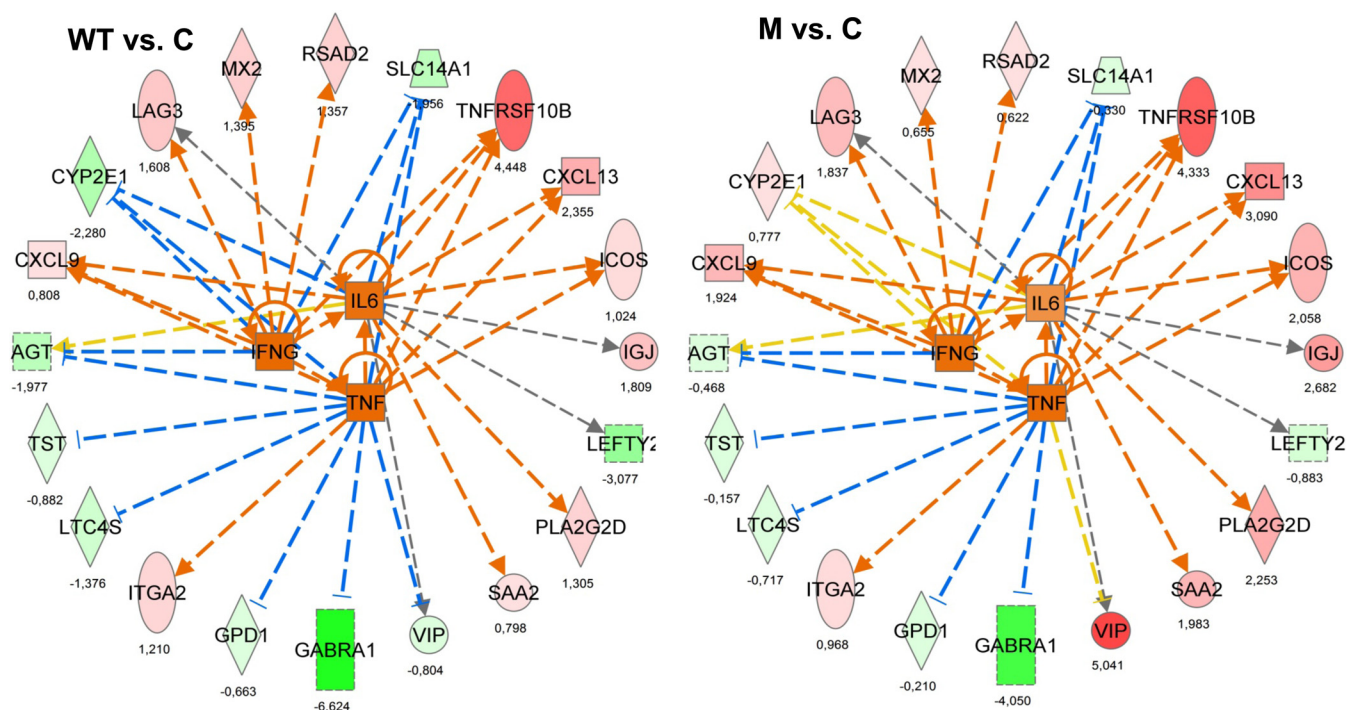 WT vs. C
RSAD2
1,357
MX2
1,395
SLC14A1
-1,956
LAG3
1,608
TNFRSF10B
4,448
CYP2E1
-2,280
CXCL13
2,355
CXCL9
0,808
ICOS
1,024
IL6
IFNG
AGT
-1,977
IGJ
1,809
TNF
TST
-0,882
LEFTY2
-3,077
LTC4S
-1,376
PLA2G2D
1,305
ITGA2
1,210
SAA2
0,798
GPD1
-0,663
GABRA1
-6,624
VIP
-0,804
M vs. C
RSAD2
0,622
MX2
0,655
SLC14A1
-0,330
LAG3
1,837
TNFRSF10B
4,333
CYP2E1
0,777
CXCL13
3,090
CXCL9
1,924
ICOS
2,058
IL6
IFNG
AGT
-0,468
IGJ
2,682
TNF
TST
-0,157
LEFTY2
-0,883
LTC4S
-0,717
PLA2G2D
2,253
ITGA2
0,968
SAA2
1,983
GPD1
-0,210
GABRA1
-4,050
VIP
5,041